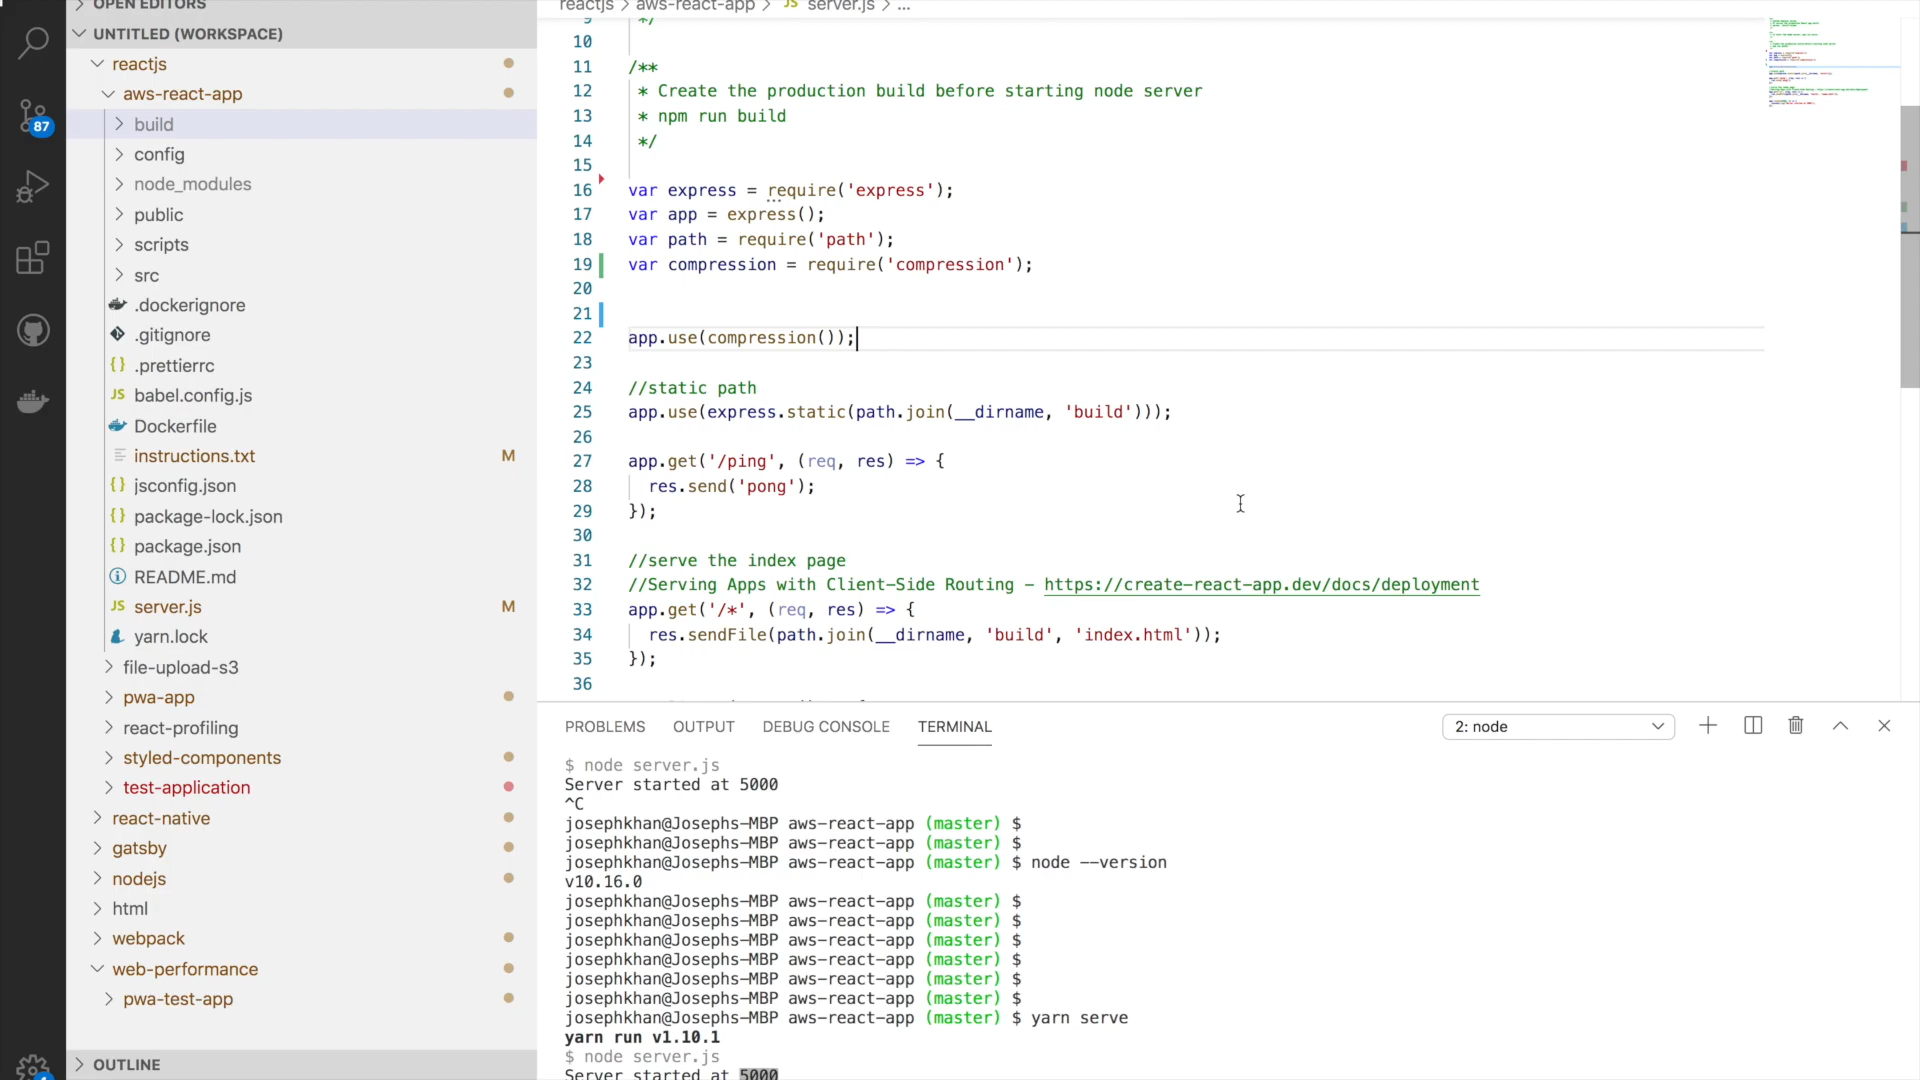 OPEN EDITORS
UNTITLED (WORKSPACE)
reactjs
aws-react-app
build
config
node_modules
public
scripts
src
.dockerignore
.gitignore
.prettierrc
JS babel.config.js
Dockerfile
instructions.txt M
{} jsconfig.json
{} package-lock.json
{} package.json
README.md
JS server.js M
yarn.lock
file-upload-s3
pwa-app
react-profiling
styled-components
test-application
react-native
gatsby
nodejs
html
webpack
web-performance
pwa-test-app
OUTLINE
87
reactjs > aws-react-app > JS server.js > ...
9 */
10
11 /**
12 * Create the production build before starting node server
13 * npm run build
14 */
15
16 var express = require('express');
17 var app = express();
18 var path = require('path');
19 var compression = require('compression');
20
21
22 app.use(compression());
23
24 //static path
25 app.use(express.static(path.join(__dirname, 'build')));
26
27 app.get('/ping', (req, res) => {
28 res.send('pong');
29 });
30
31 //serve the index page
32 //Serving Apps with Client-Side Routing - https://create-react-app.dev/docs/deployment
33 app.get('/*', (req, res) => {
34 res.sendFile(path.join(__dirname, 'build', 'index.html'));
35 });
36
PROBLEMS OUTPUT DEBUG CONSOLE TERMINAL 2: node
$ node server.js
Server started at 5000
^C
josephkhan@Josephs-MBP aws-react-app (master) $
josephkhan@Josephs-MBP aws-react-app (master) $
josephkhan@Josephs-MBP aws-react-app (master) $ node --version
v10.16.0
josephkhan@Josephs-MBP aws-react-app (master) $
josephkhan@Josephs-MBP aws-react-app (master) $
josephkhan@Josephs-MBP aws-react-app (master) $
josephkhan@Josephs-MBP aws-react-app (master) $
josephkhan@Josephs-MBP aws-react-app (master) $
josephkhan@Josephs-MBP aws-react-app (master) $
josephkhan@Josephs-MBP aws-react-app (master) $ yarn serve
yarn run v1.10.1
$ node server.js
Server started at 5000